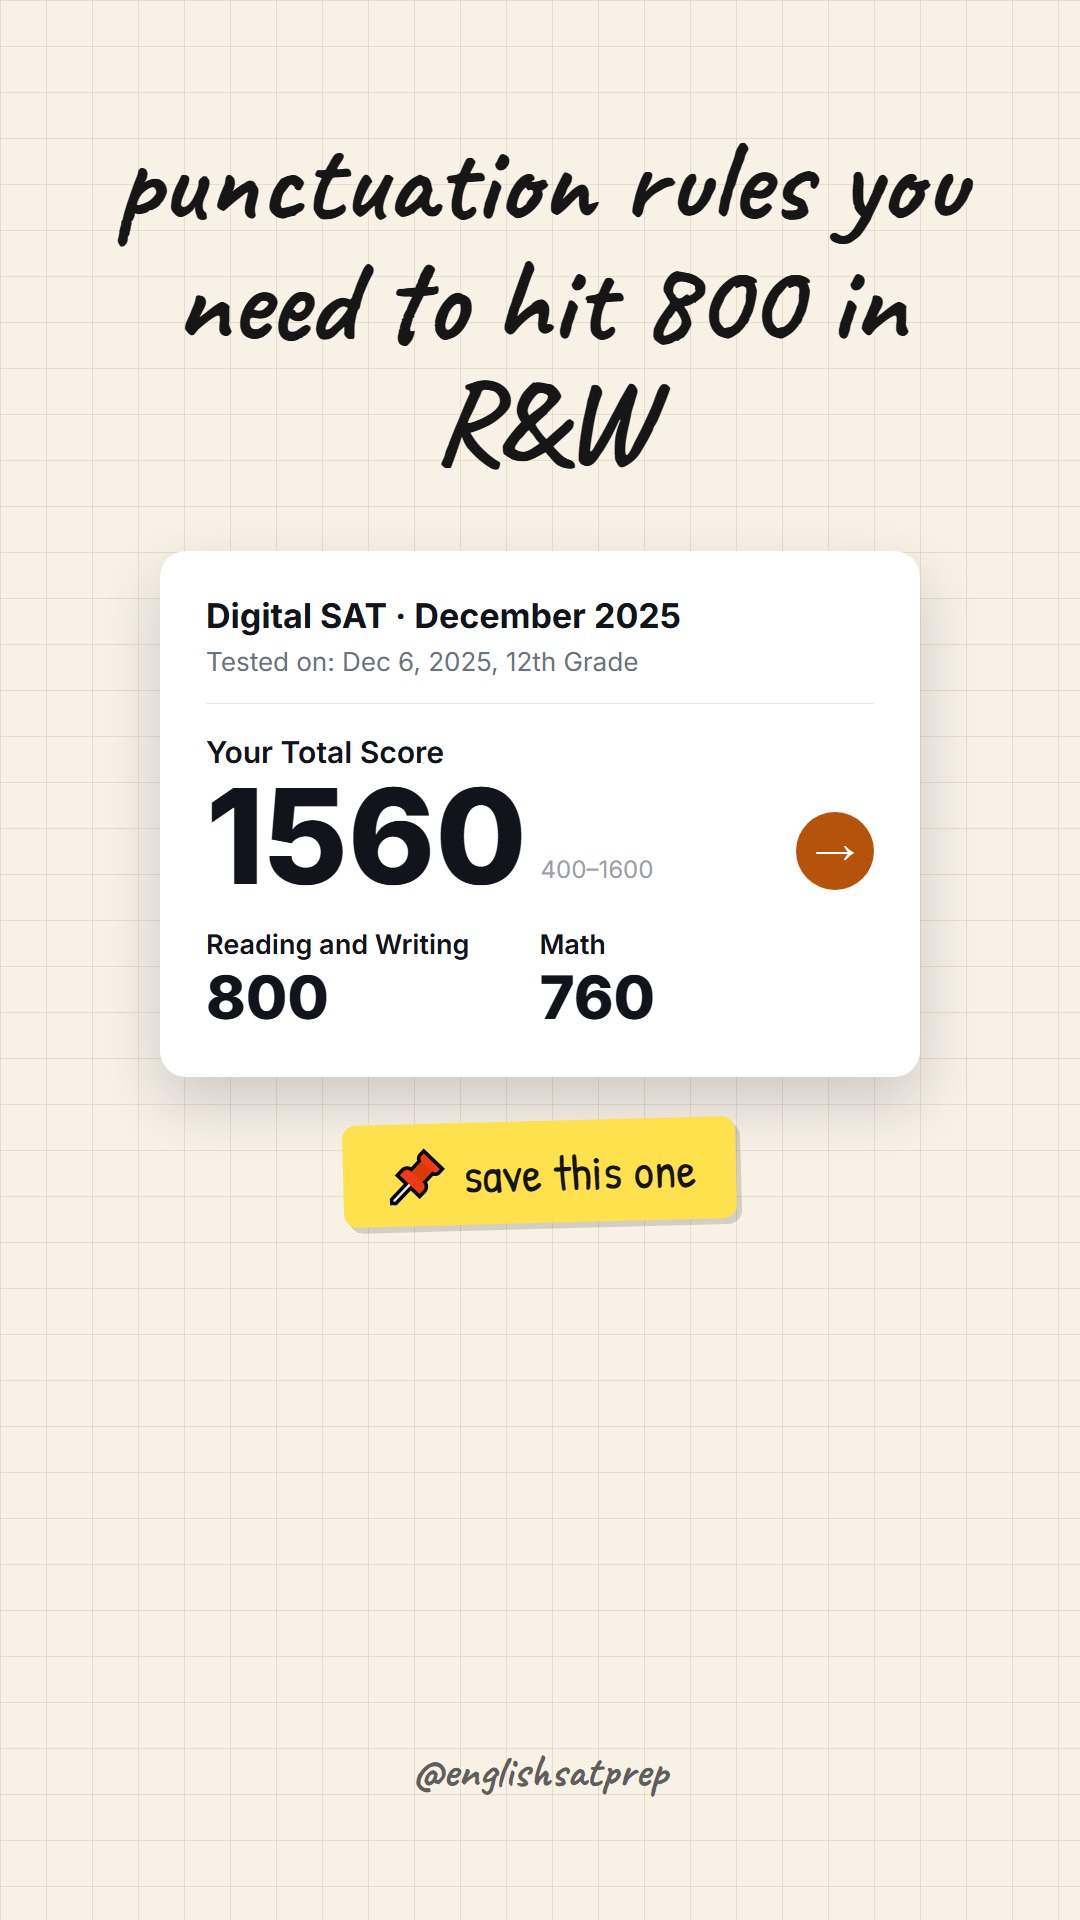 punctuation rules you
need to hit 800 in
R&W
Digital SAT · December 2025
Tested on: Dec 6, 2025, 12th Grade
Your Total Score
1560 400–1600 →
Reading and Writing Math
800 760
📌 save this one
@englishsatprep